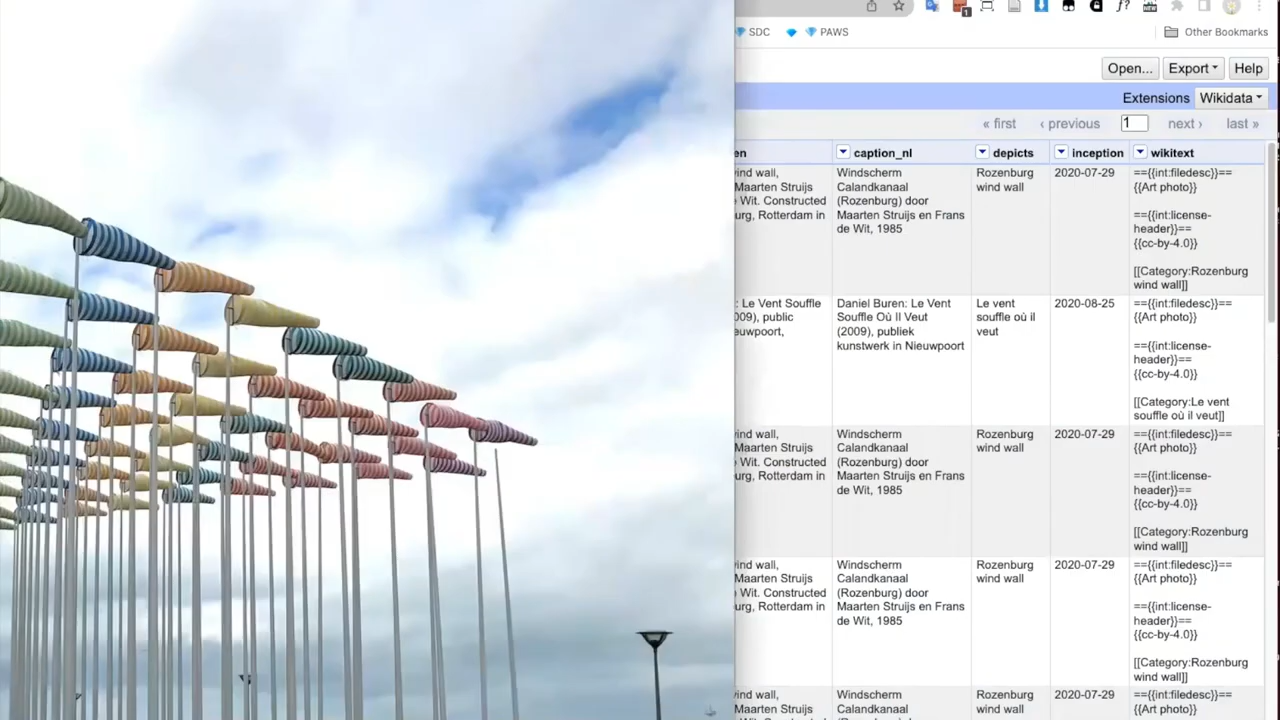 1
SDC
PAWS
Other Bookmarks
Open...
Export
Help
Extensions
Wikidata
« first
‹ previous
1
next ›
last »
en
caption_nl
depicts
inception
wikitext
wind wall,
Maarten Struijs
Wit. Constructed
urg, Rotterdam in
Windscherm
Calandkanaal
(Rozenburg) door
Maarten Struijs en Frans
de Wit, 1985
Rozenburg
wind wall
2020-07-29
=={{int:filedesc}}==
{{Art photo}}
=={{int:license-
header}}==
{{cc-by-4.0}}
[[Category:Rozenburg
wind wall]]
: Le Vent Souffle
2009), public
euwpoort,
Daniel Buren: Le Vent
Souffle Où Il Veut
(2009), publiek
kunstwerk in Nieuwpoort
Le vent
souffle où il
veut
2020-08-25
=={{int:filedesc}}==
{{Art photo}}
=={{int:license-
header}}==
{{cc-by-4.0}}
[[Category:Le vent
souffle où il veut]]
wind wall,
Maarten Struijs
Wit. Constructed
urg, Rotterdam in
Windscherm
Calandkanaal
(Rozenburg) door
Maarten Struijs en Frans
de Wit, 1985
Rozenburg
wind wall
2020-07-29
=={{int:filedesc}}==
{{Art photo}}
=={{int:license-
header}}==
{{cc-by-4.0}}
[[Category:Rozenburg
wind wall]]
wind wall,
Maarten Struijs
Wit. Constructed
urg, Rotterdam in
Windscherm
Calandkanaal
(Rozenburg) door
Maarten Struijs en Frans
de Wit, 1985
Rozenburg
wind wall
2020-07-29
=={{int:filedesc}}==
{{Art photo}}
=={{int:license-
header}}==
{{cc-by-4.0}}
[[Category:Rozenburg
wind wall]]
wind wall,
Maarten Struijs
Windscherm
Calandkanaal
Rozenburg
wind wall
2020-07-29
=={{int:filedesc}}==
{{Art photo}}